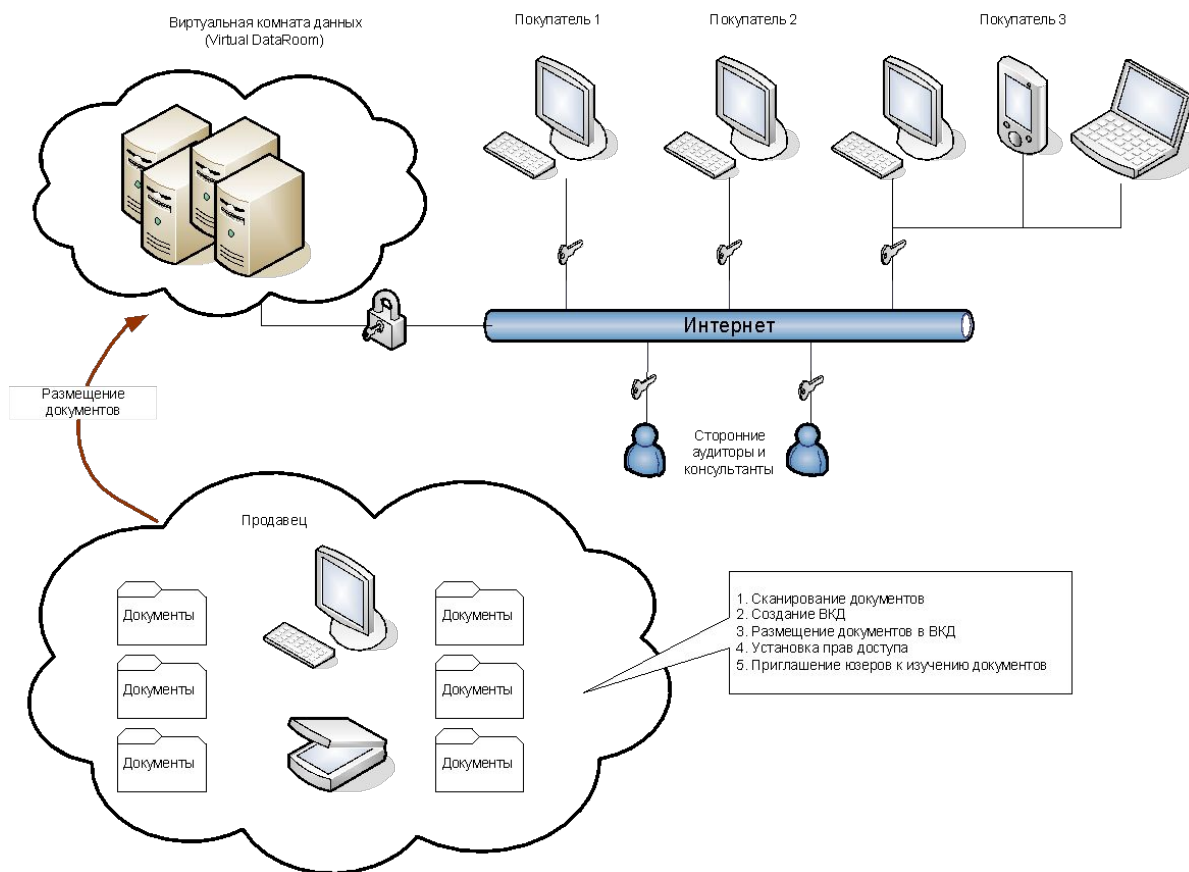 Виртуальная комната данных
(Virtual DataRoom)
Покупатель 1
Покупатель 2
Покупатель 3
Интернет
Размещение
документов
Сторонние
аудиторы и
консультанты
Продавец
Документы
Документы
Документы
Документы
Документы
Документы
1. Сканирование документов
2. Создание ВКД
3. Размещение документов в ВКД
4. Установка прав доступа
5. Приглашение юзеров к изучению документов